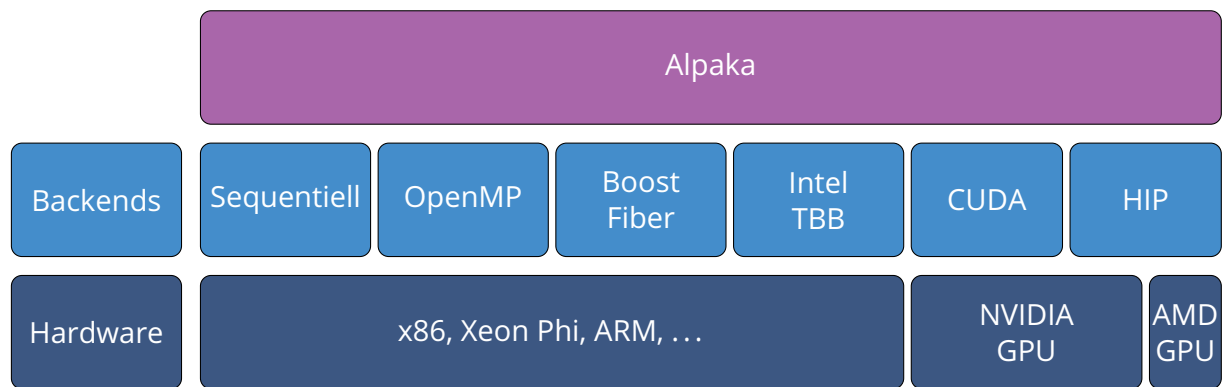 Alpaka
Backends
Sequentiell
OpenMP
Boost
Fiber
Intel
TBB
CUDA
HIP
Hardware
x86, Xeon Phi, ARM, ...
NVIDIA
GPU
AMD
GPU